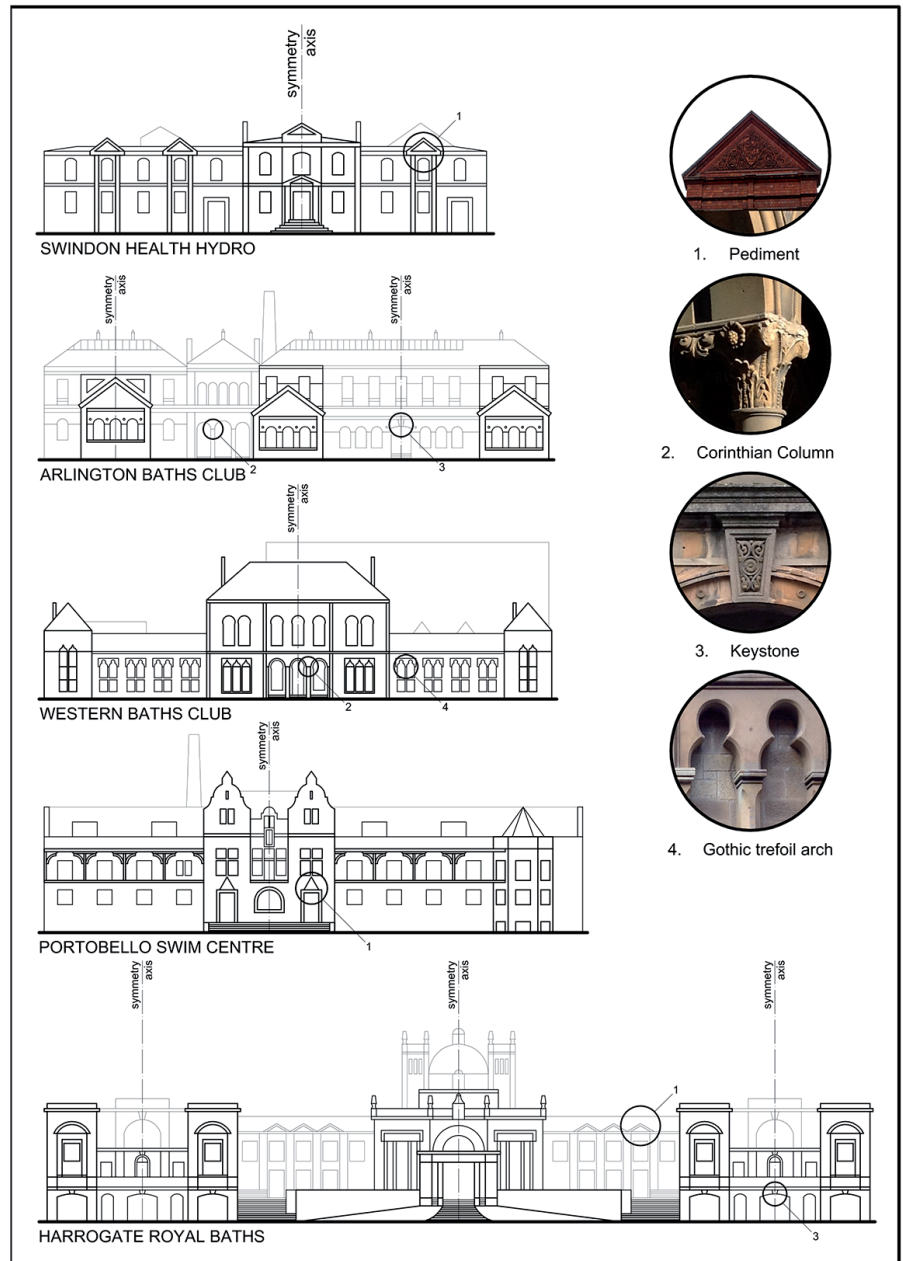 symmetry
axis
1
SWINDON HEALTH HYDRO
1. Pediment
symmetry
axis
symmetry
axis
2
3
ARLINGTON BATHS CLUB
2. Corinthian Column
symmetry
axis
2
4
WESTERN BATHS CLUB
3. Keystone
symmetry
axis
1
PORTOBELLO SWIM CENTRE
4. Gothic trefoil arch
symmetry
axis
symmetry
axis
symmetry
axis
1
3
HARROGATE ROYAL BATHS